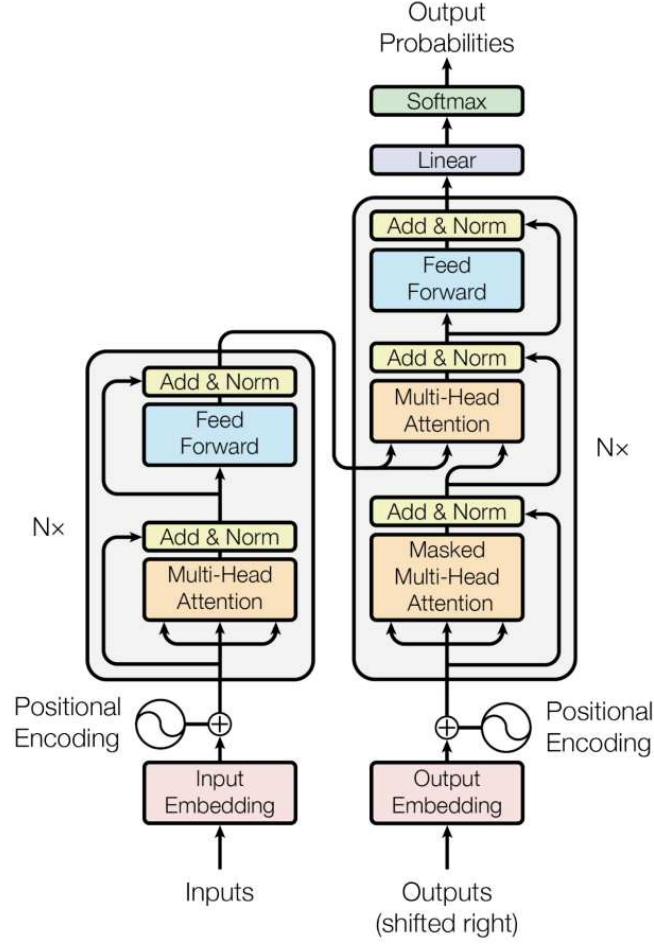 Output
Probabilities
Softmax
Linear
Add & Norm
Feed
Forward
Add & Norm
Multi-Head
Attention
Add & Norm
Masked
Multi-Head
Attention
Nx
Add & Norm
Feed
Forward
Add & Norm
Multi-Head
Attention
Nx
Positional
Encoding
Positional
Encoding
Input
Embedding
Output
Embedding
Inputs
Outputs
(shifted right)